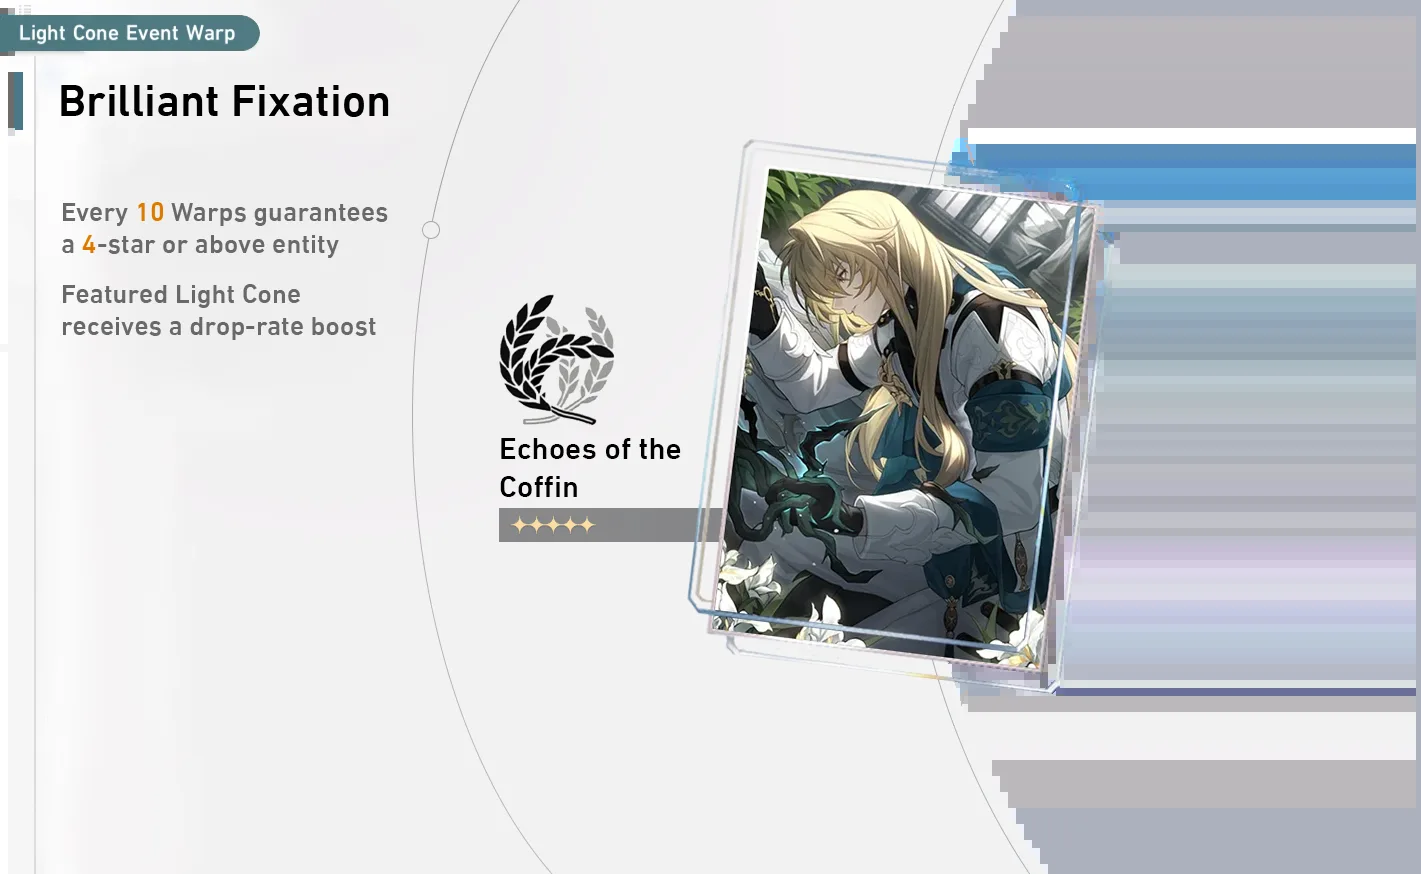 Light Cone Event Warp
Brilliant Fixation
Every 10 Warps guarantees
a 4-star or above entity
Featured Light Cone
receives a drop-rate boost
Echoes of the
Coffin